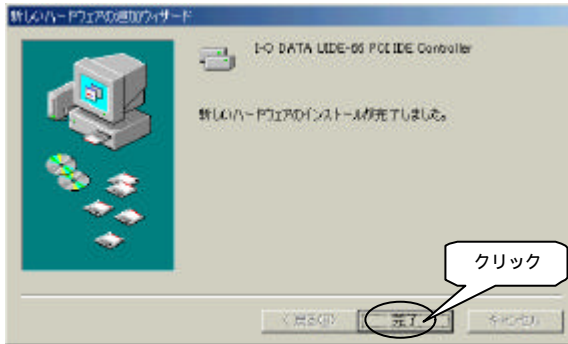 新しいハードウェアの追加ウィザード
I-O DATA UIDE-66 PCI IDE Controller
新しいハードウェアのインストールが完了しました。
クリック
< 戻る(B) 完了 キャンセル